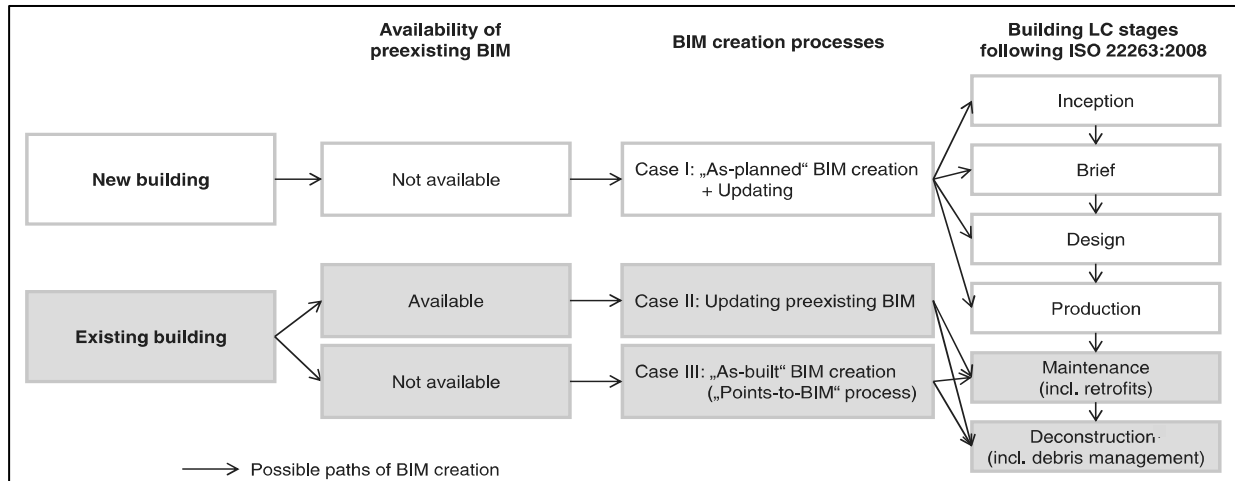 Availability of
preexisting BIM
BIM creation processes
Building LC stages
following ISO 22263:2008
New building
Not available
Case I: „As-planned“ BIM creation
+ Updating
Inception
Brief
Design
Production
Existing building
Available
Case II: Updating preexisting BIM
Not available
Case III: „As-built“ BIM creation
(„Points-to-BIM“ process)
Maintenance
(incl. retrofits)
Deconstruction
(incl. debris management)
Possible paths of BIM creation